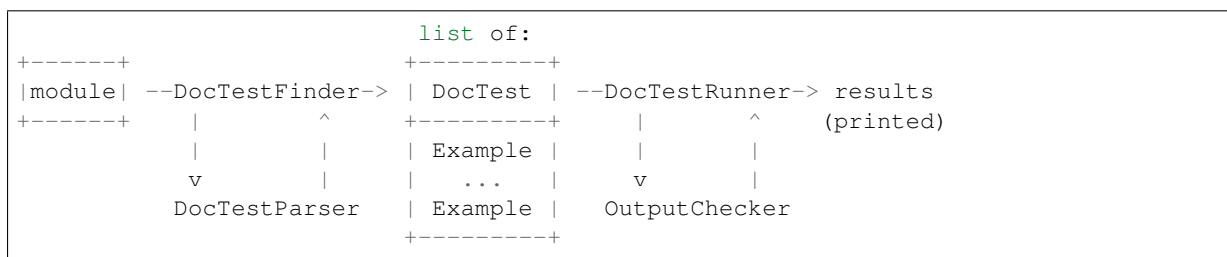 list of:
+------+                   +---------+
|module| --DocTestFinder-> | DocTest | --DocTestRunner-> results
+------+    |        ^     +---------+     |       ^    (printed)
            |        |     | Example |     |       |
            v        |     |   ...   |     v       |
           DocTestParser   | Example |   OutputChecker
                           +---------+